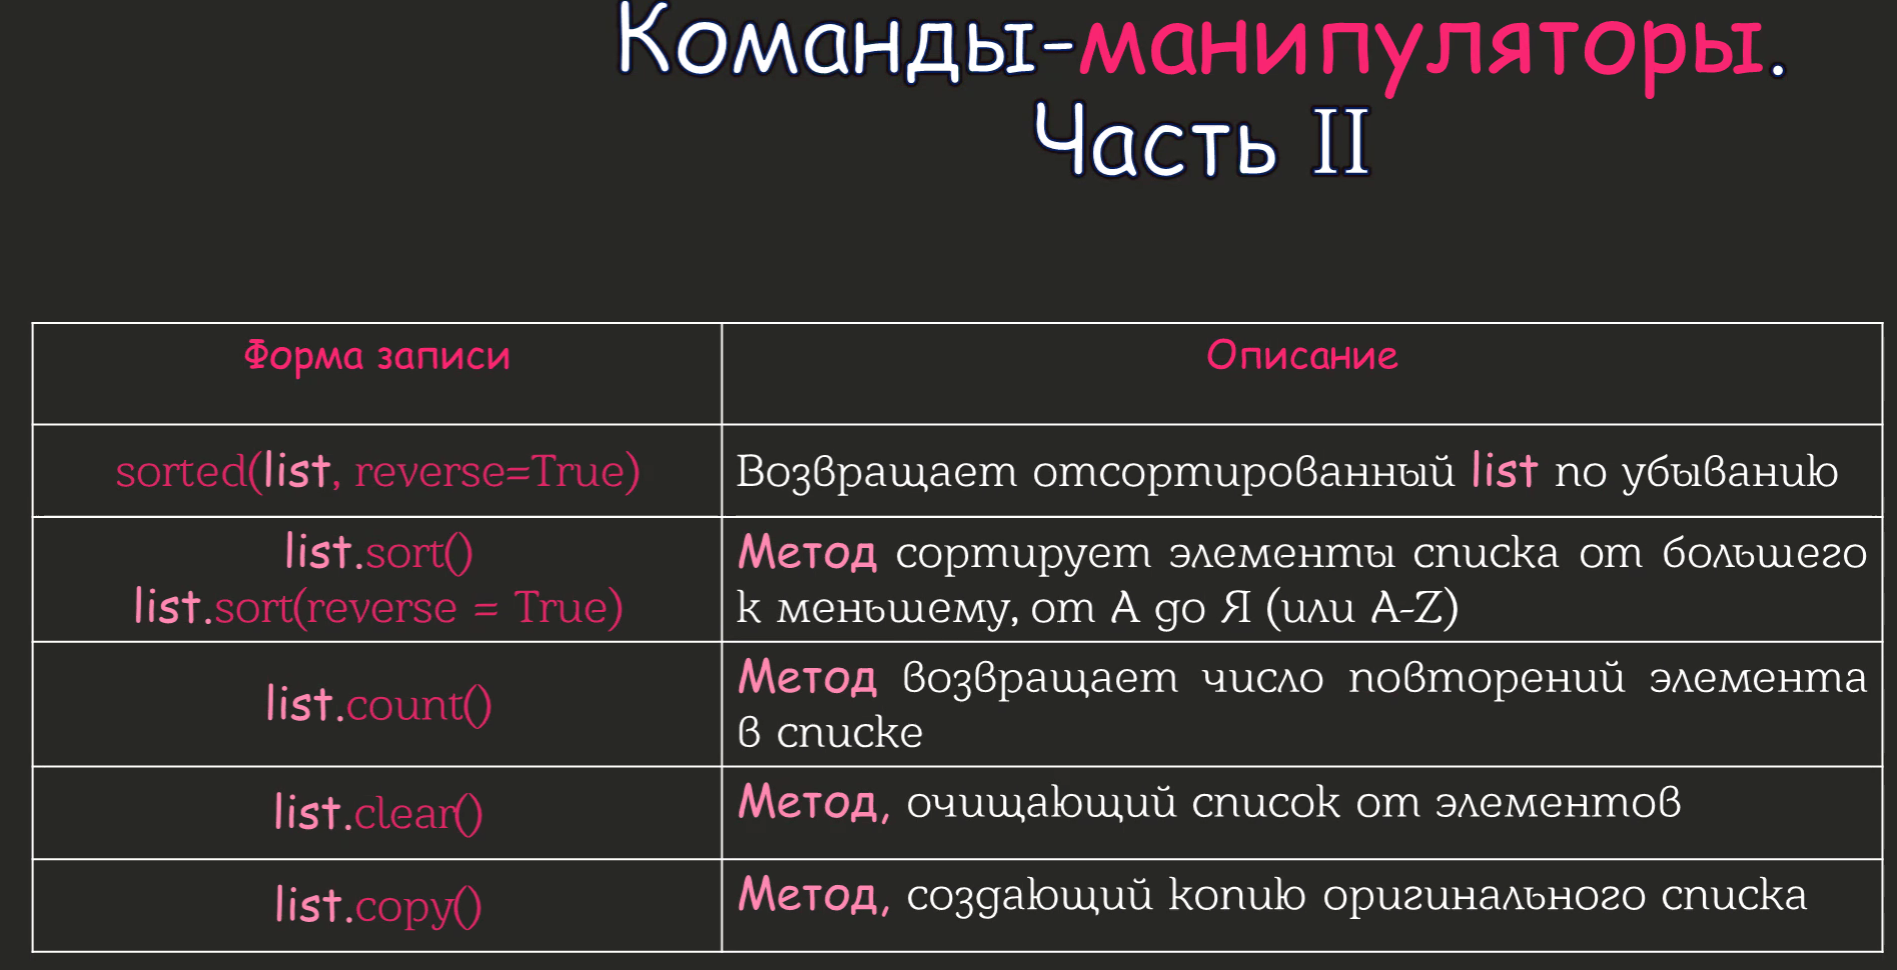 Команды-манипуляторы.
Часть II
Форма записи
Описание
sorted(list, reverse=True)
Возвращает отсортированный list по убыванию
list.sort()
list.sort(reverse = True)
Метод сортирует элементы списка от большего
к меньшему, от А до Я (или A-Z)
list.count()
Метод возвращает число повторений элемента
в списке
list.clear()
Метод, очищающий список от элементов
list.copy()
Метод, создающий копию оригинального списка